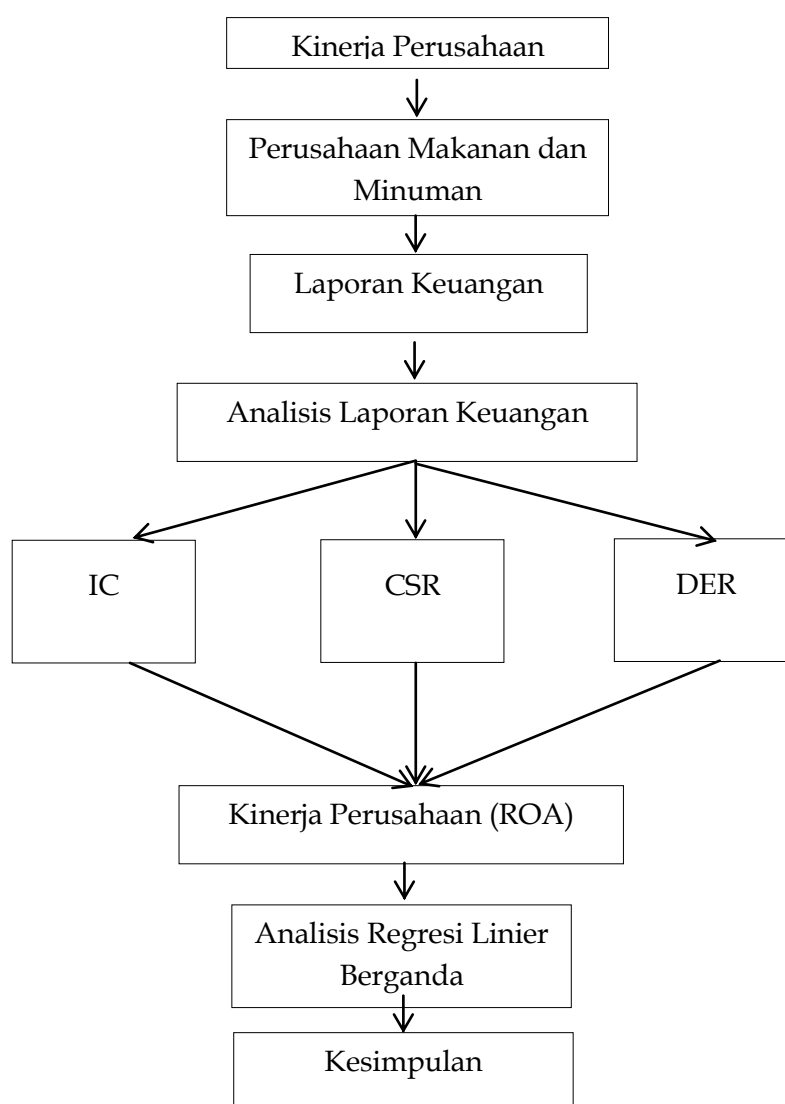 Kinerja Perusahaan
Perusahaan Makanan dan
Minuman
Laporan Keuangan
Analisis Laporan Keuangan
IC
CSR
DER
Kinerja Perusahaan (ROA)
Analisis Regresi Linier
Berganda
Kesimpulan